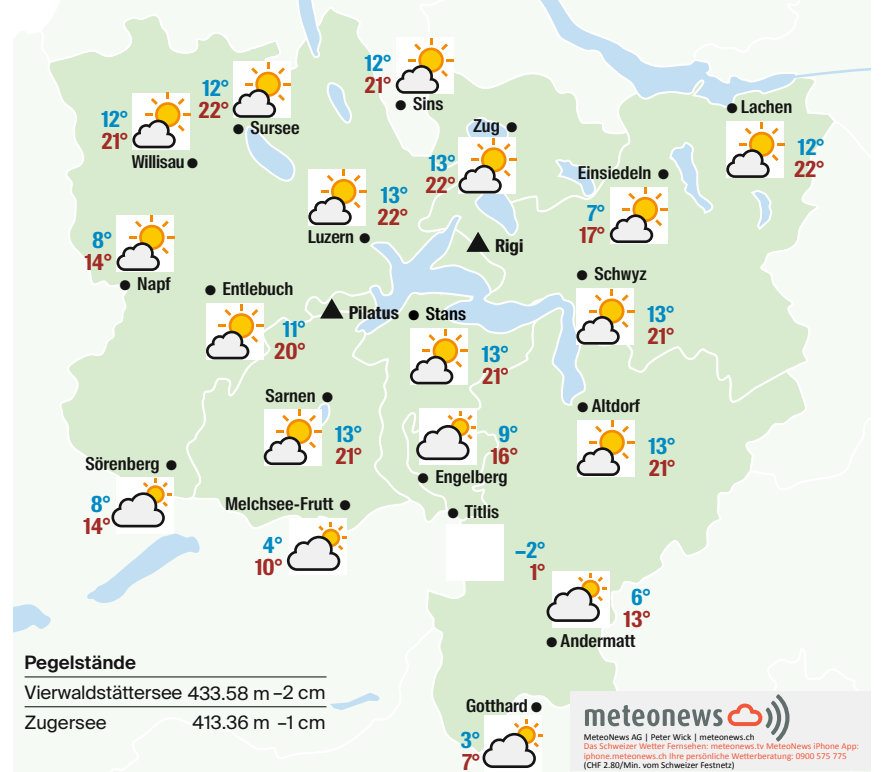 12°
21°
Sins
12°
22°
Sursee
12°
21°
Willisau
Zug
13°
22°
Lachen
12°
22°
Einsiedeln
7°
17°
13°
22°
Luzern
Rigi
8°
14°
Napf
Entlebuch
11°
20°
Pilatus
Stans
13°
21°
Schwyz
13°
21°
Sarnen
13°
21°
9°
16°
Engelberg
Altdorf
13°
21°
Sörenberg
8°
14°
Melchsee-Frutt
4°
10°
Titlis
–2°
1°
6°
13°
Andermatt
Gotthard
3°
7°
Pegelstände
Vierwaldstättersee 433.58 m –2 cm
Zugersee 413.36 m –1 cm
meteonews
MeteoNews AG | Peter Wick | meteonews.ch
Das Schweizer Wetter Fernsehen: meteonews.tv MeteoNews iPhone App:
iphone.meteonews.ch Ihre persönliche Wetterberatung: 0900 575 775
(CHF 2.80/Min. vom Schweizer Festnetz)